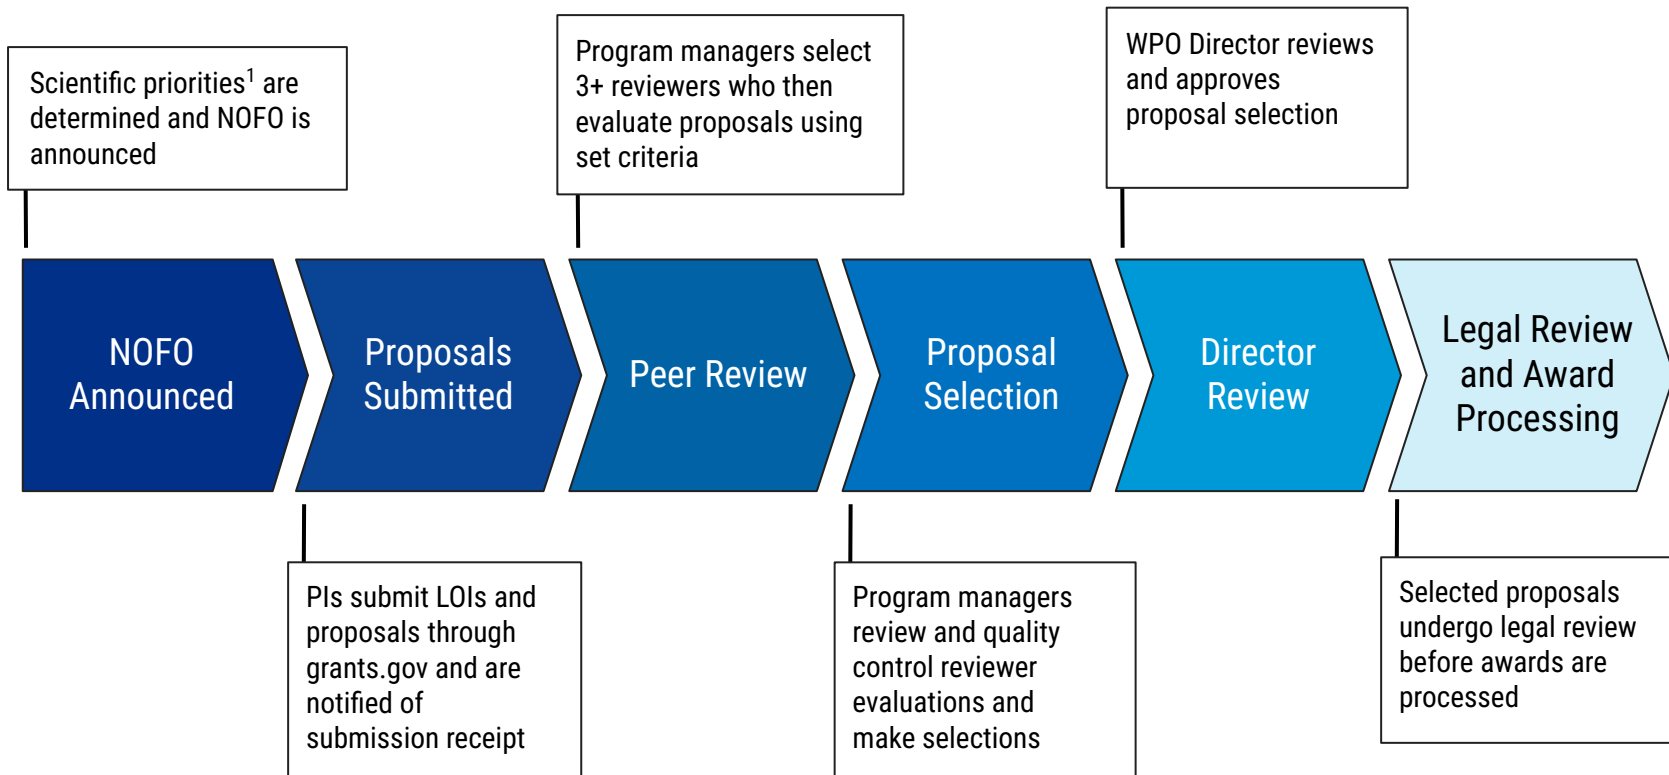 Scientific priorities¹ are
determined and NOFO is
announced
Program managers select
3+ reviewers who then
evaluate proposals using
set criteria
WPO Director reviews
and approves
proposal selection
NOFO
Announced
Proposals
Submitted
Peer Review
Proposal
Selection
Director
Review
Legal Review
and Award
Processing
PIs submit LOIs and
proposals through
grants.gov and are
notified of
submission receipt
Program managers
review and quality
control reviewer
evaluations and
make selections
Selected proposals
undergo legal review
before awards are
processed